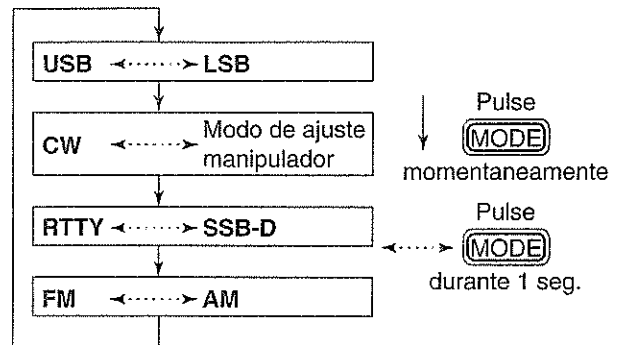 USB LSB
CW Modo de ajuste
manipulador
RTTY SSB-D
FM AM
Pulse
MODE
momentaneamente
Pulse
MODE
durante 1 seg.